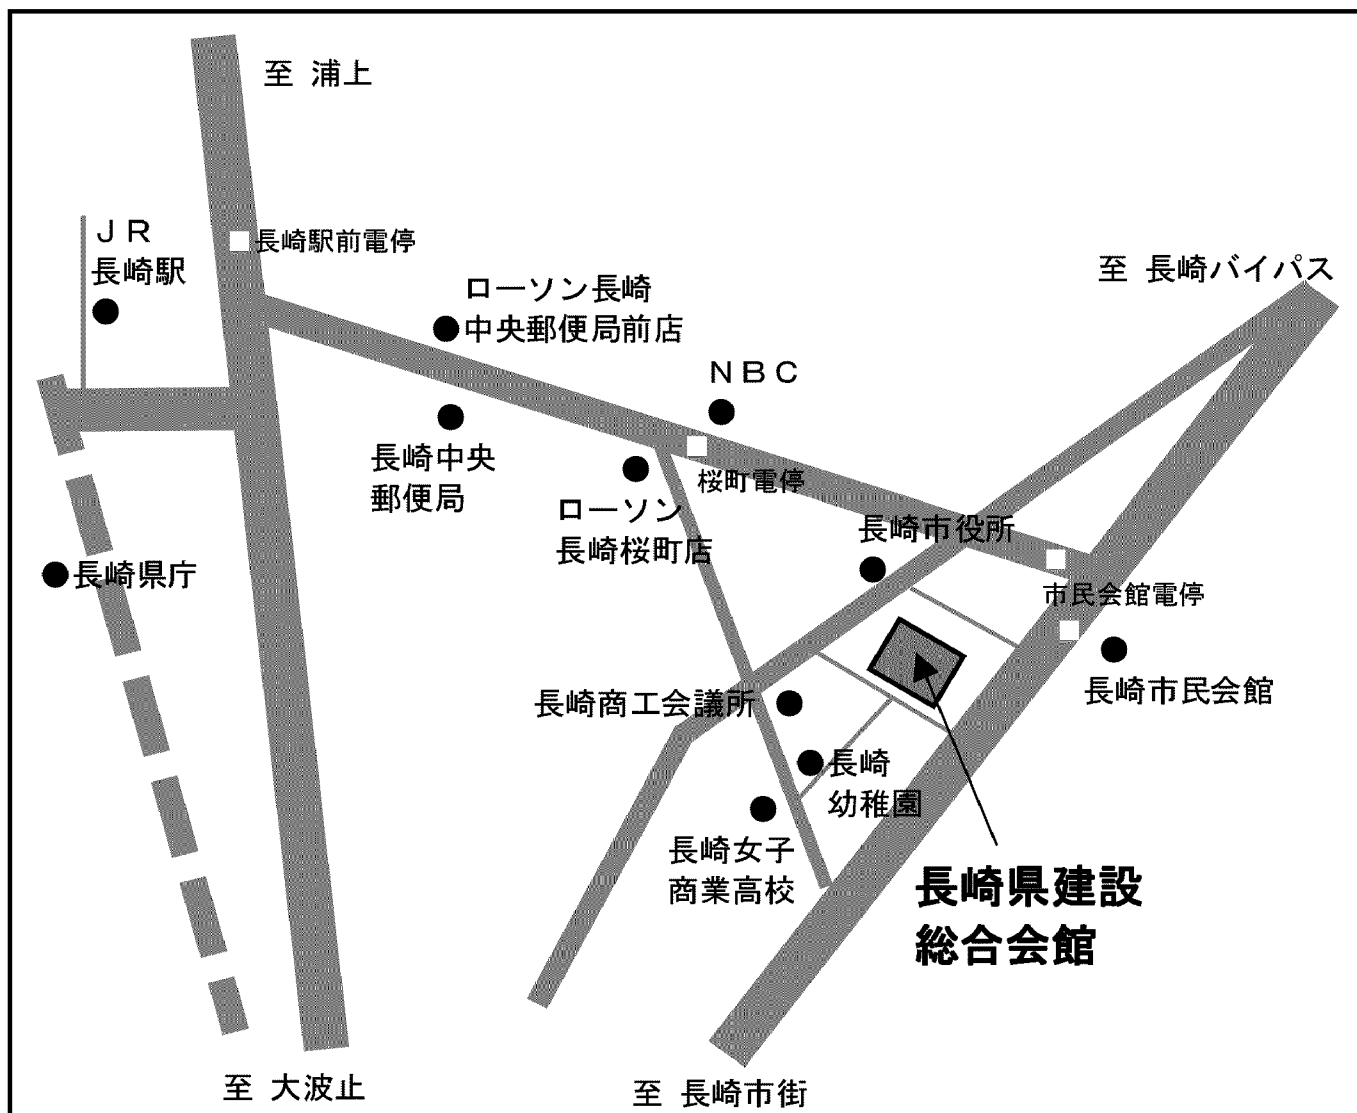 至 浦上
JR
長崎駅
長崎駅前電停
至 長崎バイパス
ローソン長崎
中央郵便局前店
NBC
長崎中央
郵便局
桜町電停
ローソン
長崎桜町店
長崎市役所
長崎県庁
市民会館電停
長崎市民会館
長崎商工会議所
長崎
幼稚園
長崎女子
商業高校
長崎県建設
総合会館
至 大波止
至 長崎市街